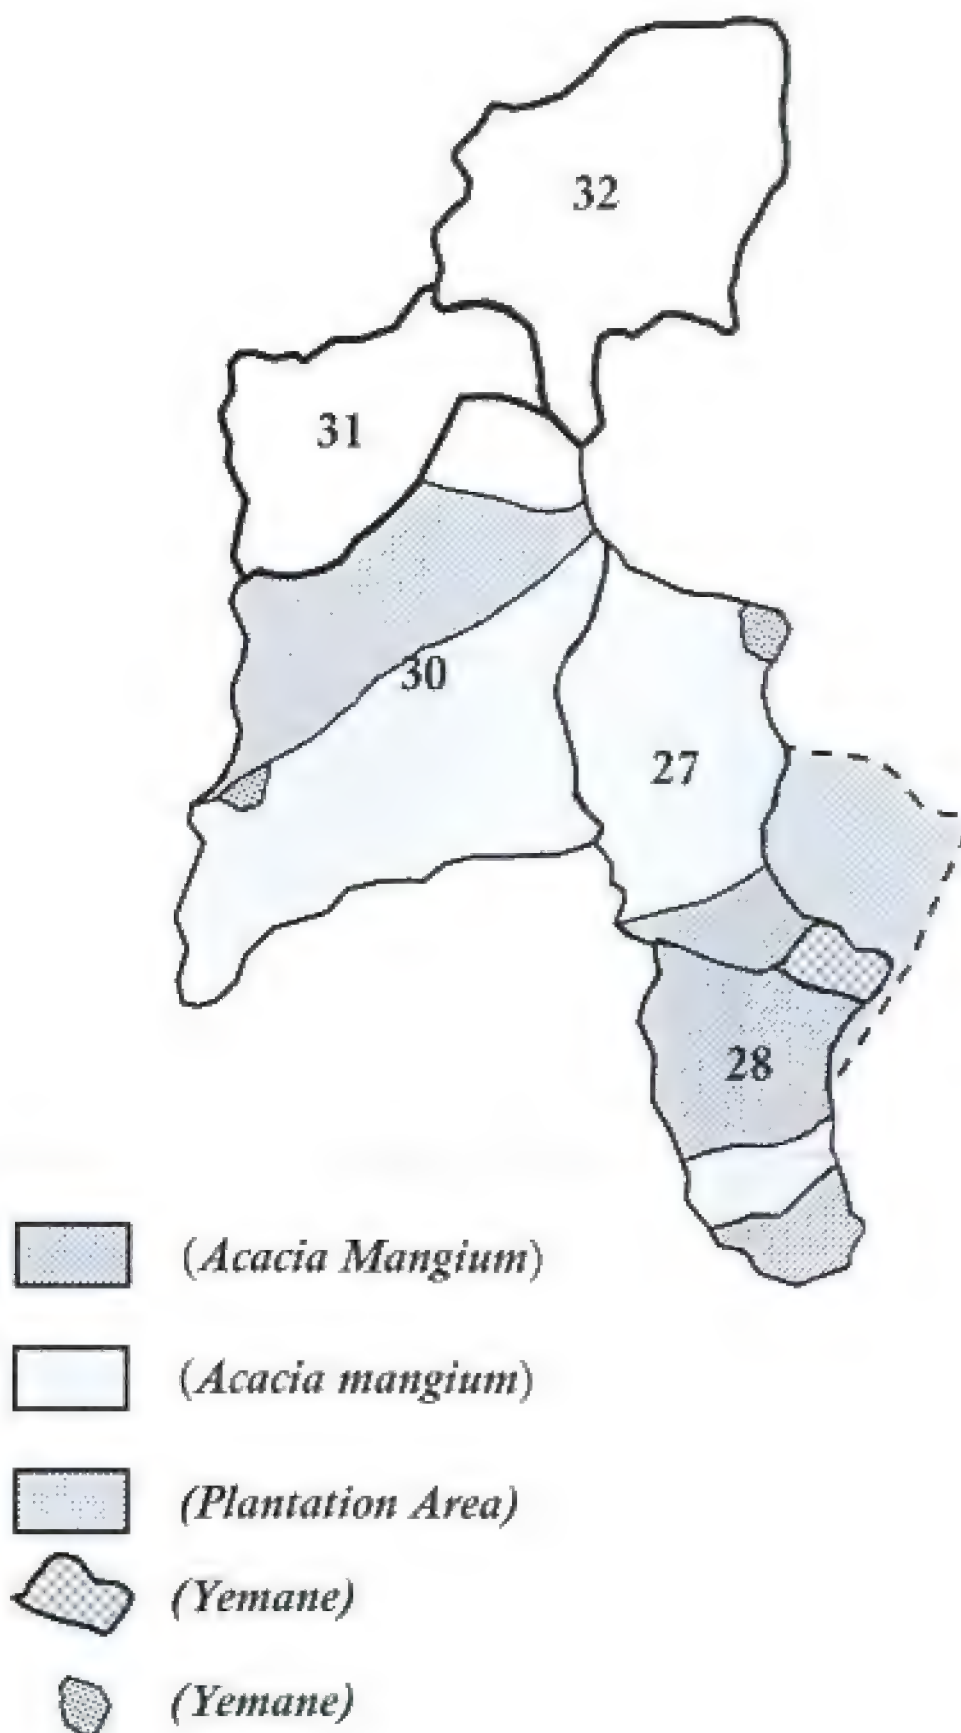 32
31
30
27
28
(Acacia Mangium)
(Acacia mangium)
(Plantation Area)
(Yemane)
(Yemane)